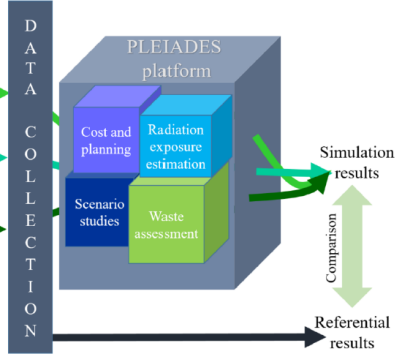 DATA COLLECTION
PLEIADES
platform
Cost and
planning
Radiation
exposure
estimation
Scenario
studies
Waste
assessment
Simulation
results
Comparison
Referential
results